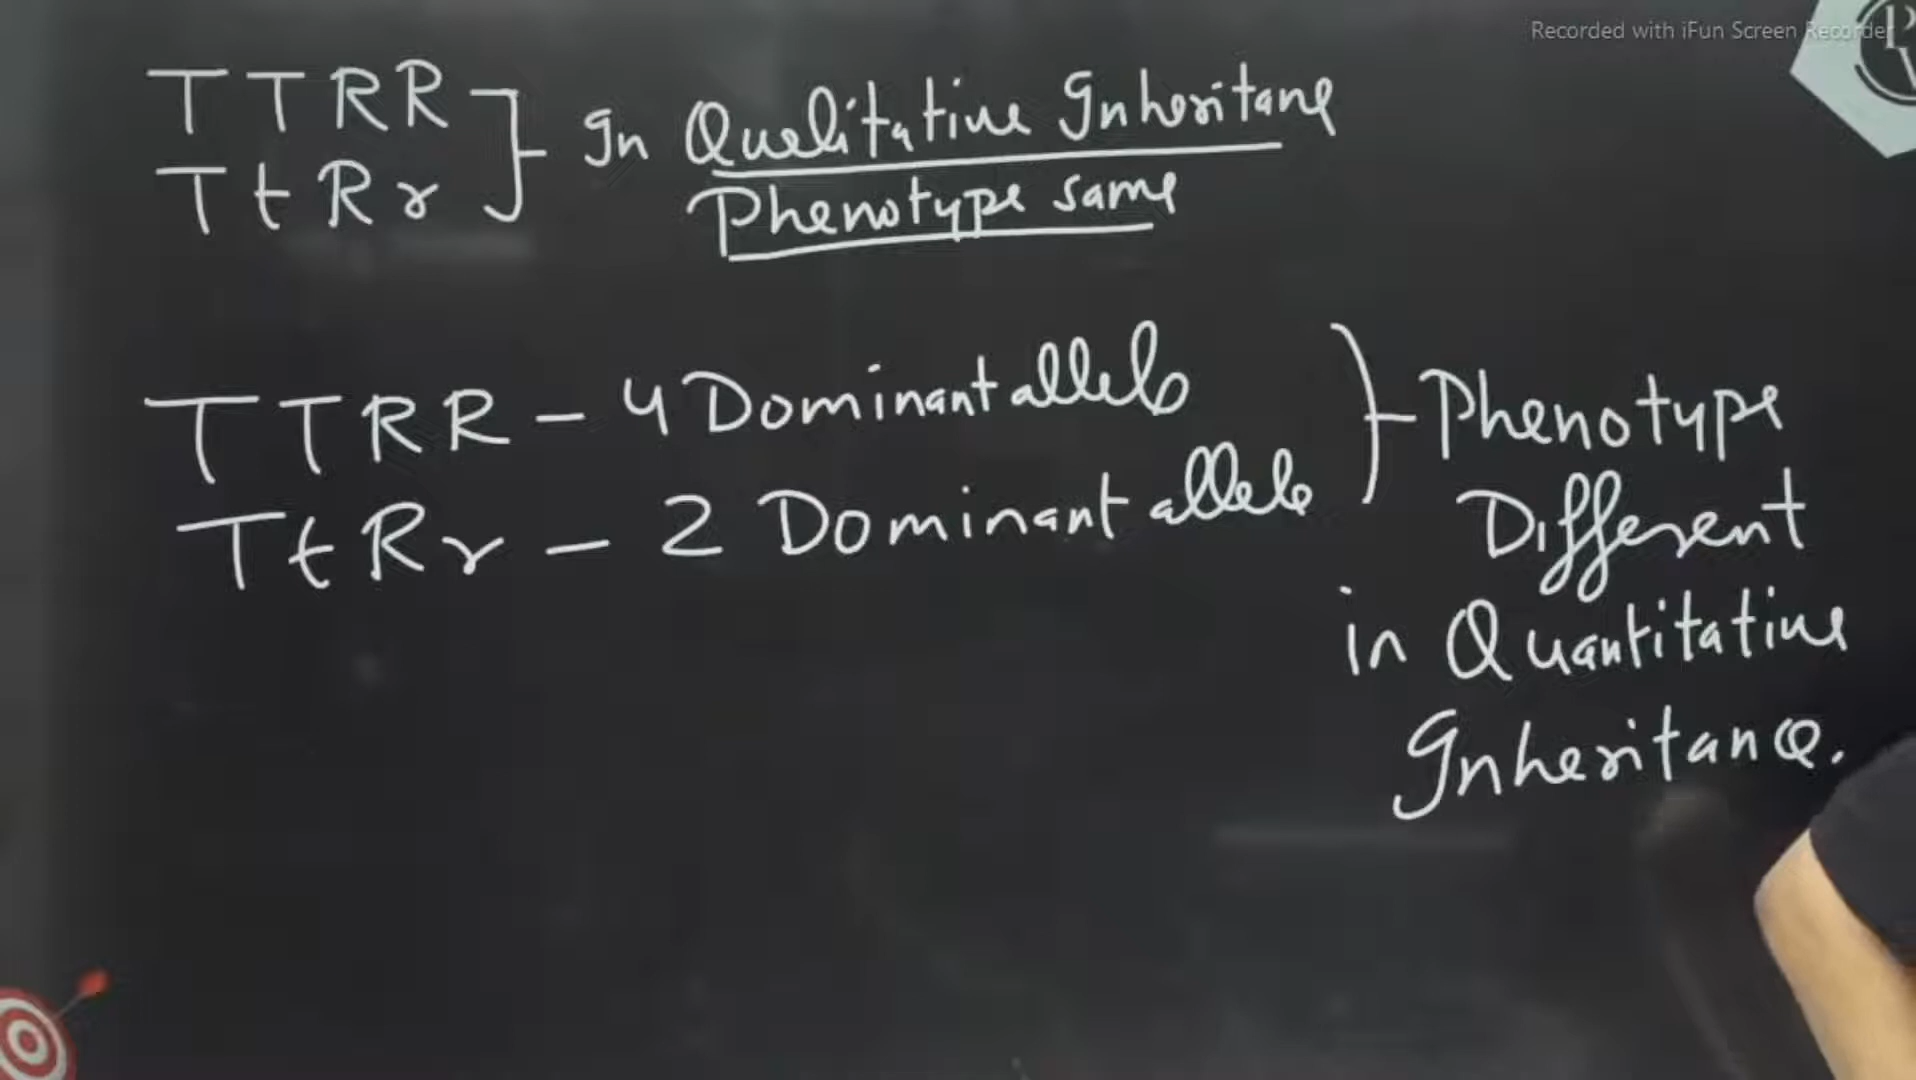 Recorded with iFun Screen Recorder
TTRR
TtRr
In Qualitative Inheritance
Phenotype same
TTRR - 4 Dominant allele
TtRr - 2 Dominant allele
Phenotype
Different
in Quantitative
Inheritance.